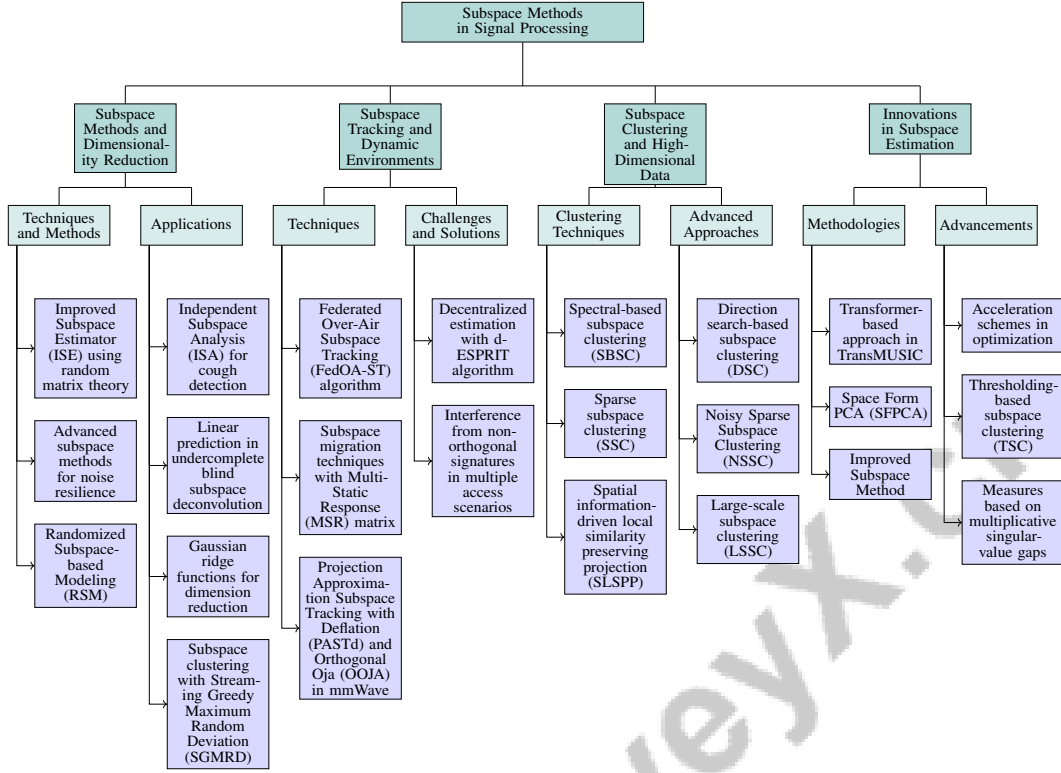 Subspace Methods
in Signal Processing
Subspace
Methods and
Dimensional-
ity Reduction
Subspace
Tracking and
Dynamic
Environments
Subspace
Clustering
and High-
Dimensional
Data
Innovations
in Subspace
Estimation
Techniques
and Methods
Applications
Techniques
Challenges
and Solutions
Clustering
Techniques
Advanced
Approaches
Methodologies
Advancements
Improved
Subspace
Estimator
(ISE) using
random
matrix theory
Advanced
subspace
methods
for noise
resilience
Randomized
Subspace-
based
Modeling
(RSM)
Independent
Subspace
Analysis
(ISA) for
cough
detection
Linear
prediction in
undercomplete
blind
subspace
deconvolution
Gaussian
ridge
functions for
dimension
reduction
Subspace
clustering
with Stream-
ing Greedy
Maximum
Random
Deviation
(SGMRD)
Federated
Over-Air
Subspace
Tracking
(FedOA-ST)
algorithm
Subspace
migration
techniques
with Multi-
Static
Response
(MSR) matrix
Projection
Approxima-
tion Subspace
Tracking with
Deflation
(PASTd) and
Orthogonal
Oja (OOJA)
in mmWave
Decentralized
estimation
with d-
ESPRIT
algorithm
Interference
from non-
orthogonal
signatures
in multiple
access
scenarios
Spectral-based
subspace
clustering
(SBSC)
Sparse
subspace
clustering
(SSC)
Spatial
information-
driven local
similarity
preserving
projection
(SLSPP)
Direction
search-based
subspace
clustering
(DSC)
Noisy Sparse
Subspace
Clustering
(NSSC)
Large-scale
subspace
clustering
(LSSC)
Transformer-
based
approach in
TransMUSIC
Space Form
PCA (SFPCA)
Improved
Subspace
Method
Acceleration
schemes in
optimization
Thresholding-
based
subspace
clustering
(TSC)
Measures
based on
multiplicative
singular-
value gaps